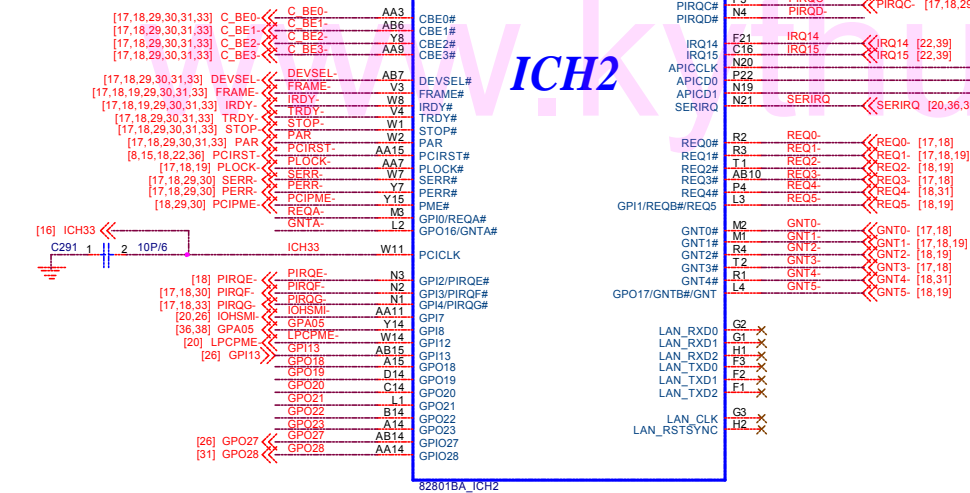 [17,18,29,30,31,33] C_BE0- C_BE0- AA3 CBE0#
[17,18,29,30,31,33] C_BE1- C_BE1- AB6 CBE1#
[17,18,29,30,31,33] C_BE2- C_BE2- Y8 CBE2#
[17,18,29,30,31,33] C_BE3- C_BE3- AA9 CBE3#
[17,18,29,30,31,33] DEVSEL- DEVSEL- AB7 DEVSEL#
[17,18,19,29,30,31,33] FRAME- FRAME- V3 FRAME#
[17,18,29,30,31,33] IRDY- IRDY- W8 IRDY#
[17,18,29,30,31,33] TRDY- TRDY- V4 TRDY#
[17,18,29,30,31,33] STOP- STOP- W1 STOP#
[17,18,29,30,31,33] PAR PAR W2 PAR
[8,15,18,22,36] PCIRST- PCIRST- AA15 PCIRST#
[17,18,19] PLOCK- PLOCK- AA7 PLOCK#
[17,18,29,30] SERR- SERR- W7 SERR#
[17,18,29,30] PERR- PERR- Y7 PERR#
[18,29,30] PCIPME- PCIPME- Y15 PME#
REQA- M3 GPI0/REQA#
GNTA- L2 GPO16/GNTA#
[16] ICH33
C291 1 2 10P/6 ICH33 W11 PCICLK
[18] PIRQE- PIRQE- N3 GPI2/PIRQE#
[17,18,30] PIRQF- PIRQF- N2 GPI3/PIRQF#
[17,18,33] PIRQG- PIRQG- N1 GPI4/PIRQG#
[20,26] IOHSMI- IOHSMI- AA11 GPI7
[36,38] GPA05 GPA05 Y14 GPI8
[20] LPCPME- LPCPME- W14 GPI12
[26] GPI13 GPI13 AB15 GPI13
GPO18 A15 GPO18
GPO19 D14 GPO19
GPO20 C14 GPO20
GPO21 L1 GPO21
GPO22 B14 GPO22
GPO23 A14 GPO23
[26] GPO27 GPO27 AB14 GPIO27
[31] GPO28 GPO28 AA14 GPIO28
ICH2
www.kythu
PIRQC# PIRQC- [17,18,29
PIRQD# N4 PIRQD-
IRQ14 F21 IRQ14 IRQ14 [22,39]
IRQ15 C16 IRQ15 IRQ15 [22,39]
APICCLK N20
APICD0 P22
APICD1 N19
SERIRQ N21 SERIRQ SERIRQ [20,36,3
REQ0# R2 REQ0- REQ0- [17,18]
REQ1# R3 REQ1- REQ1- [17,18,19]
REQ2# T1 REQ2- REQ2- [18,19]
REQ3# AB10 REQ3- REQ3- [17,18]
REQ4# P4 REQ4- REQ4- [18,31]
GPI1/REQB#/REQ5 L3 REQ5- REQ5- [18,19]
GNT0# M2 GNT0- GNT0- [17,18]
GNT1# M1 GNT1- GNT1- [17,18,19]
GNT2# R4 GNT2- GNT2- [18,19]
GNT3# T2 GNT3- GNT3- [17,18]
GNT4# R1 GNT4- GNT4- [18,31]
GPO17/GNTB#/GNT L4 GNT5- GNT5- [18,19]
LAN_RXD0 G2
LAN_RXD1 G1
LAN_RXD2 H1
LAN_TXD0 F3
LAN_TXD1 F2
LAN_TXD2 F1
LAN_CLK G3
LAN_RSTSYNC H2
82801BA_ICH2